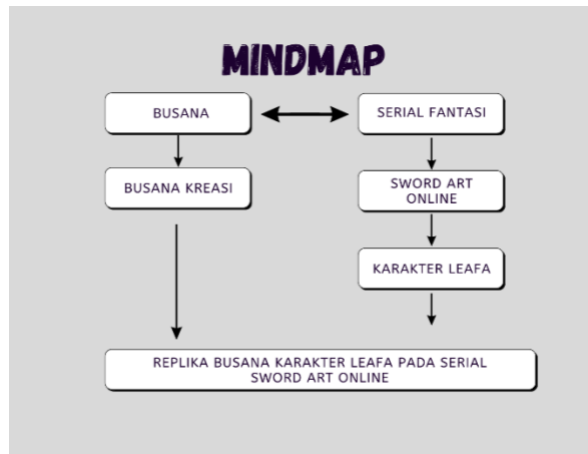 MINDMAP
BUSANA
SERIAL FANTASI
BUSANA KREASI
SWORD ART
ONLINE
KARAKTER LEAFA
REPLIKA BUSANA KARAKTER LEAFA PADA SERIAL
SWORD ART ONLINE